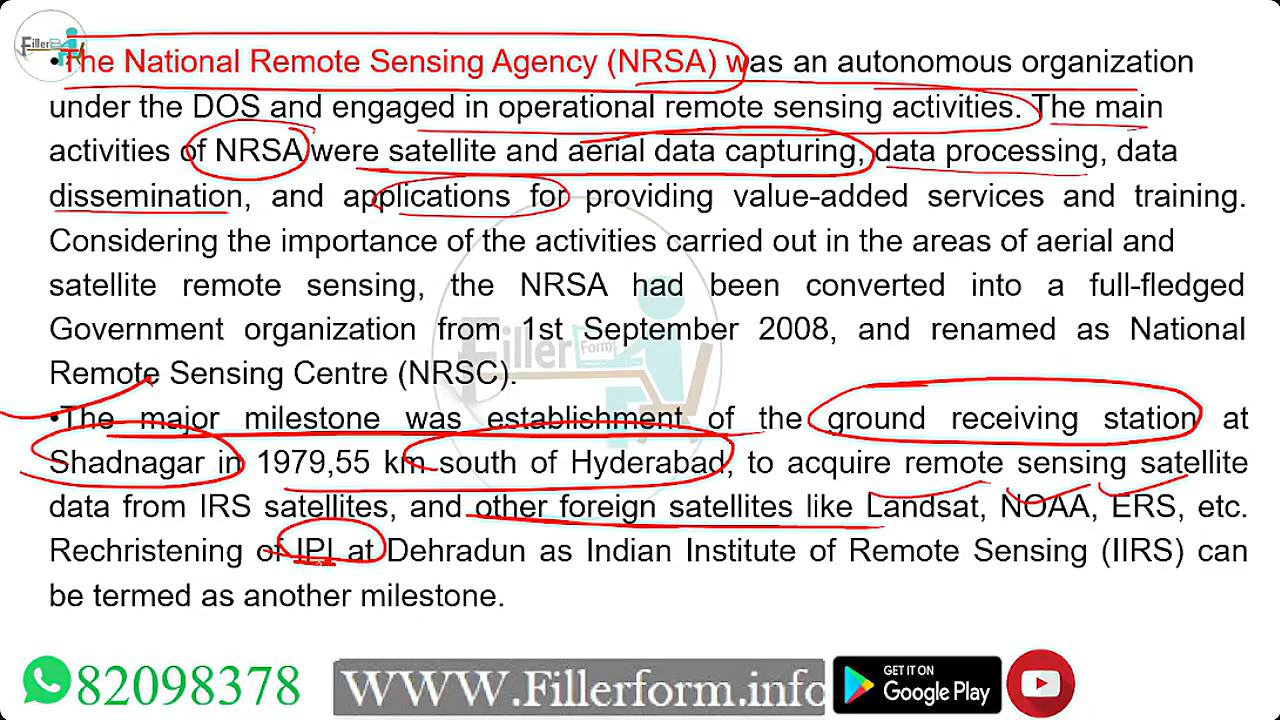 Filler
•The National Remote Sensing Agency (NRSA) was an autonomous organization
under the DOS and engaged in operational remote sensing activities. The main
activities of NRSA were satellite and aerial data capturing, data processing, data
dissemination, and applications for providing value-added services and training.
Considering the importance of the activities carried out in the areas of aerial and
satellite remote sensing, the NRSA had been converted into a full-fledged
Government organization from 1st September 2008, and renamed as National
Filler Form
Remote Sensing Centre (NRSC).
•The major milestone was establishment of the ground receiving station at
Shadnagar in 1979,55 km south of Hyderabad, to acquire remote sensing satellite
data from IRS satellites, and other foreign satellites like Landsat, NOAA, ERS, etc.
Rechristening of IPI at Dehradun as Indian Institute of Remote Sensing (IIRS) can
be termed as another milestone.
82098378
WWW.Fillerform.info
GET IT ON
Google Play